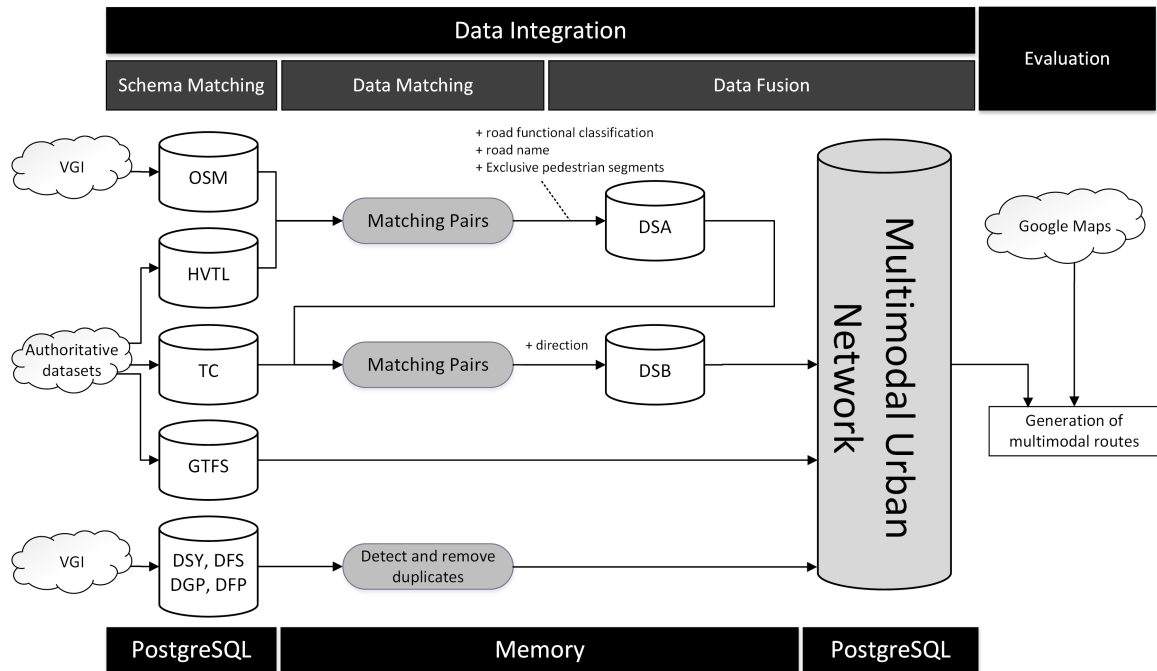 Data Integration
Evaluation
Schema Matching
Data Matching
Data Fusion
+ road functional classification
+ road name
+ Exclusive pedestrian segments
VGI
OSM
Matching Pairs
DSA
HVTL
Authoritative
datasets
TC
Matching Pairs
+ direction
DSB
GTFS
VGI
DSY, DFS
DGP, DFP
Detect and remove
duplicates
Multimodal Urban
Network
Google Maps
Generation of
multimodal routes
PostgreSQL
Memory
PostgreSQL